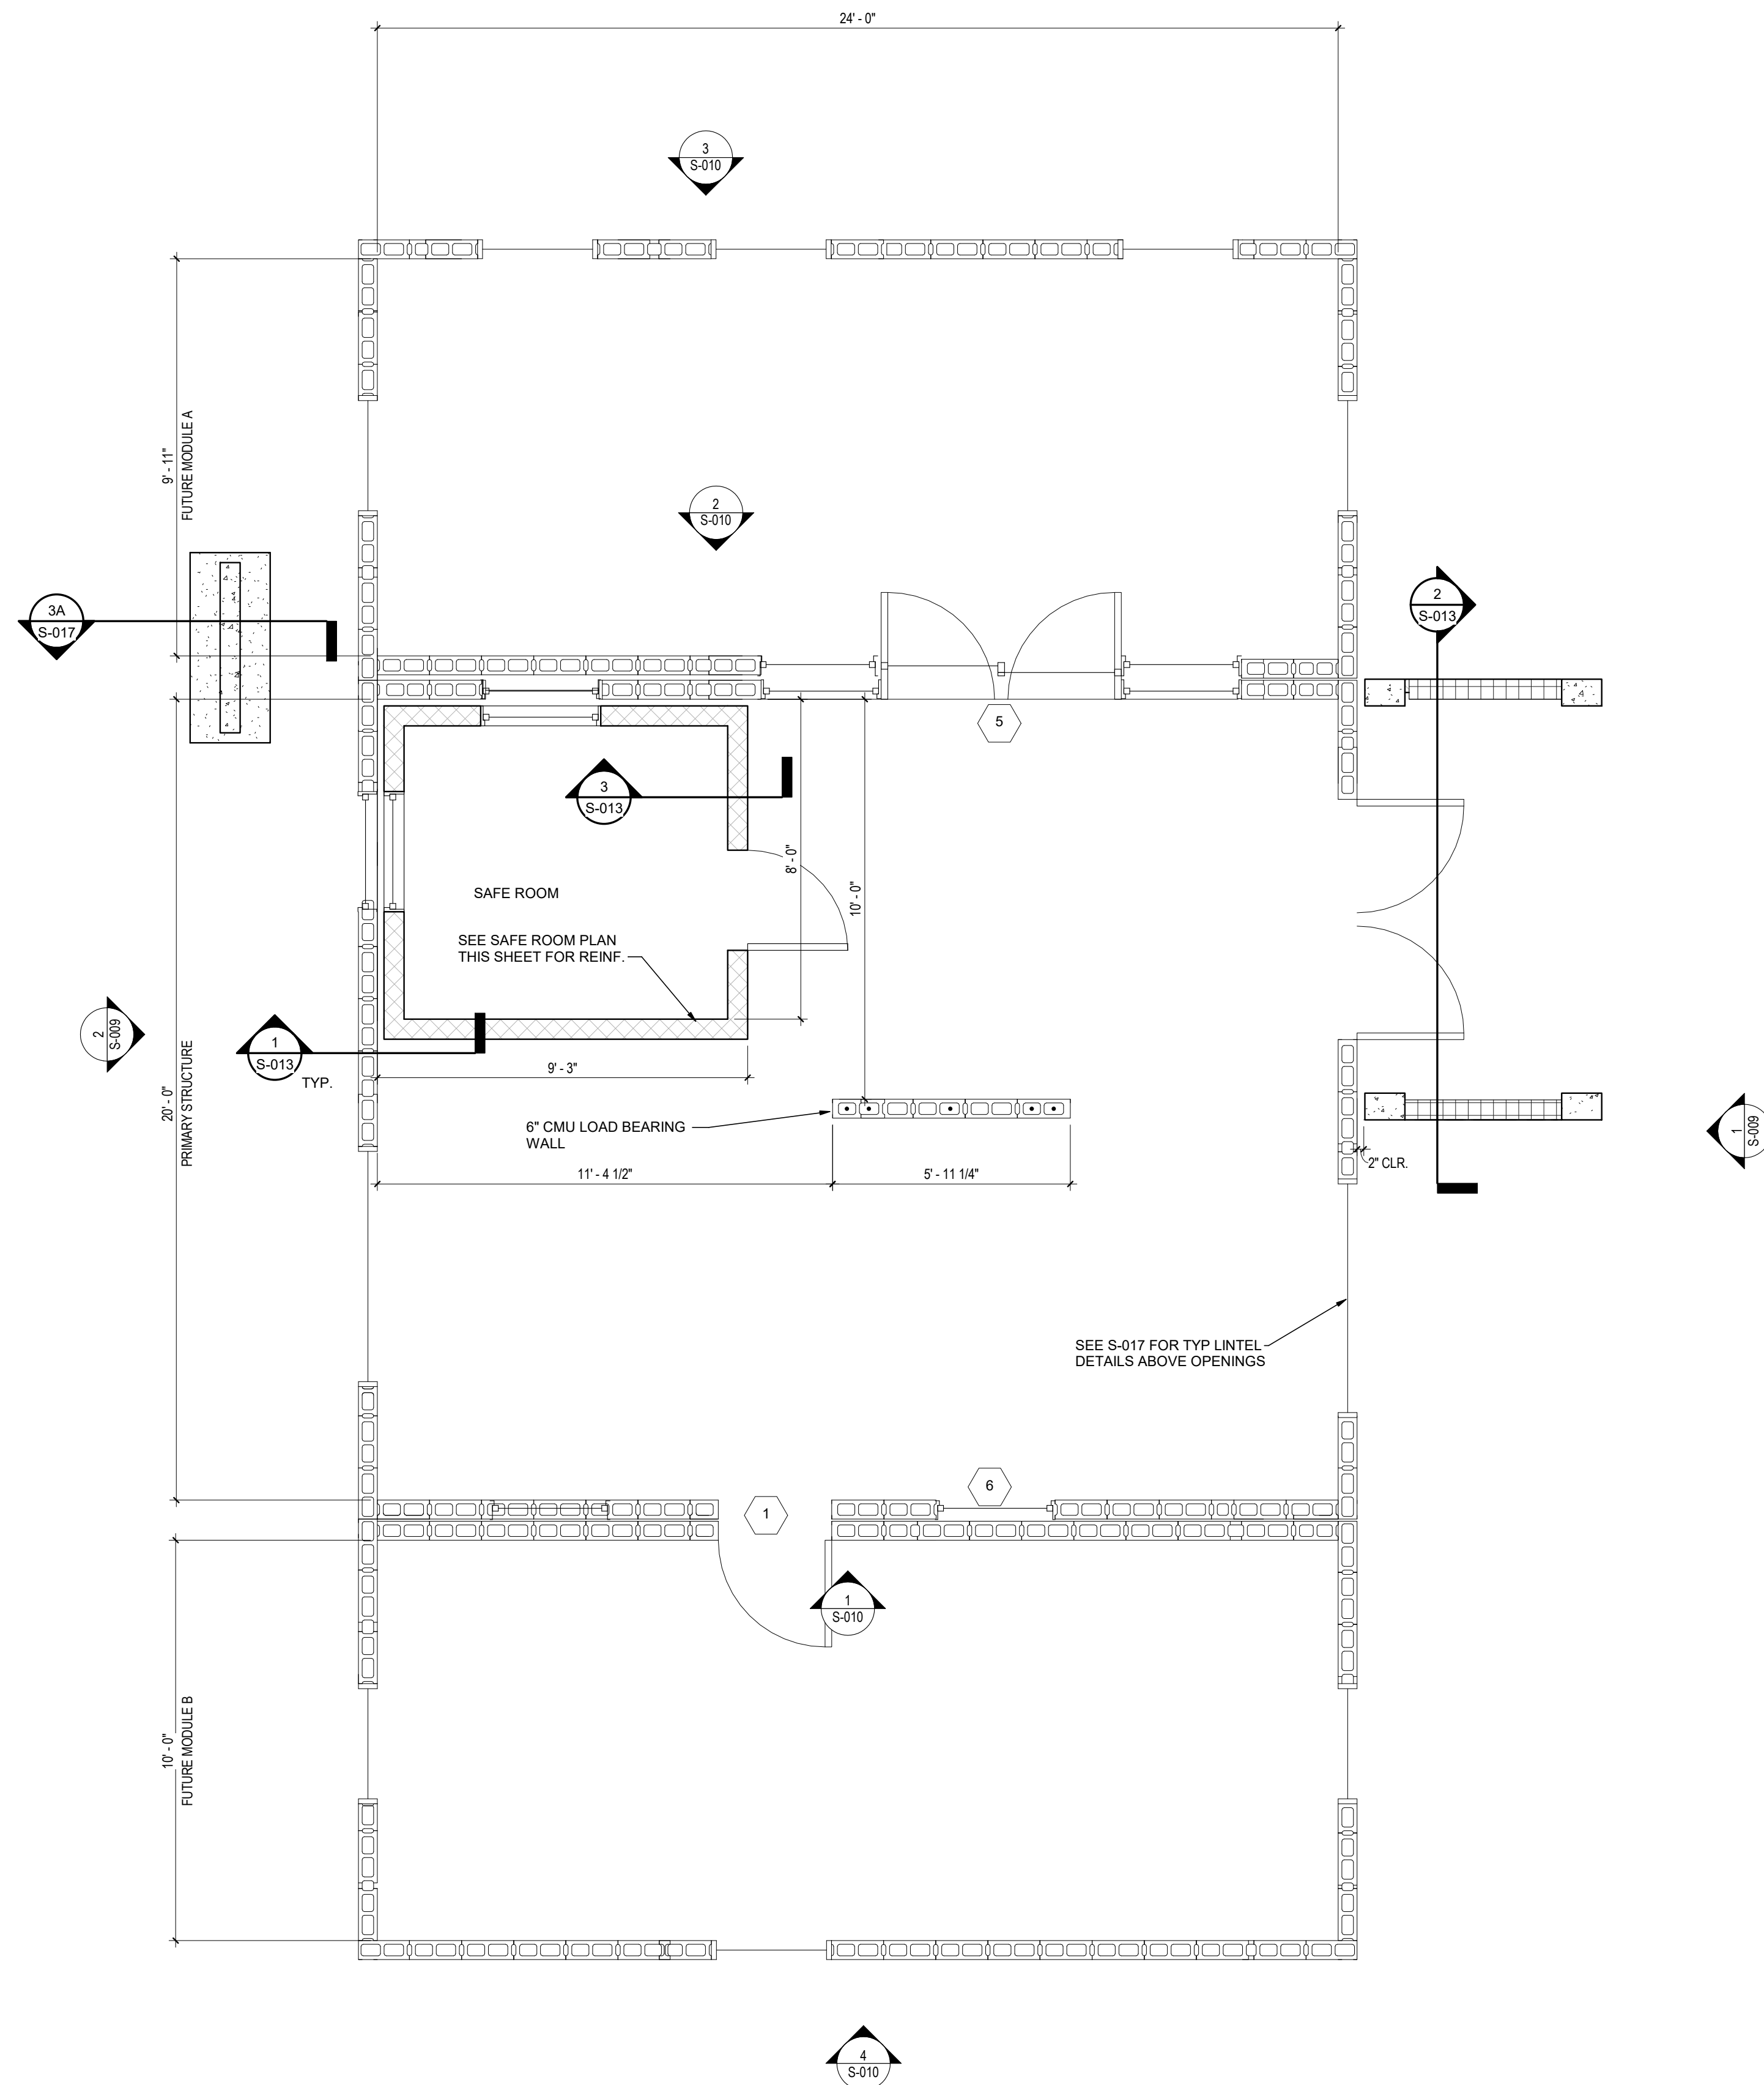 24' - 0"
3
S-010
9' - 11"
FUTURE MODULE A
2
S-010
3A
S-017
2
S-013
5
3
S-013
8' - 0"
10' - 0"
SAFE ROOM
SEE SAFE ROOM PLAN
THIS SHEET FOR REINF.
2
S-009
1
S-013
TYP.
20' - 0"
PRIMARY STRUCTURE
9' - 3"
6" CMU LOAD BEARING
WALL
11' - 4 1/2"
5' - 11 1/4"
2" CLR.
1
S-009
SEE S-017 FOR TYP LINTEL
DETAILS ABOVE OPENINGS
6
1
1
S-010
10' - 0"
FUTURE MODULE B
4
S-010